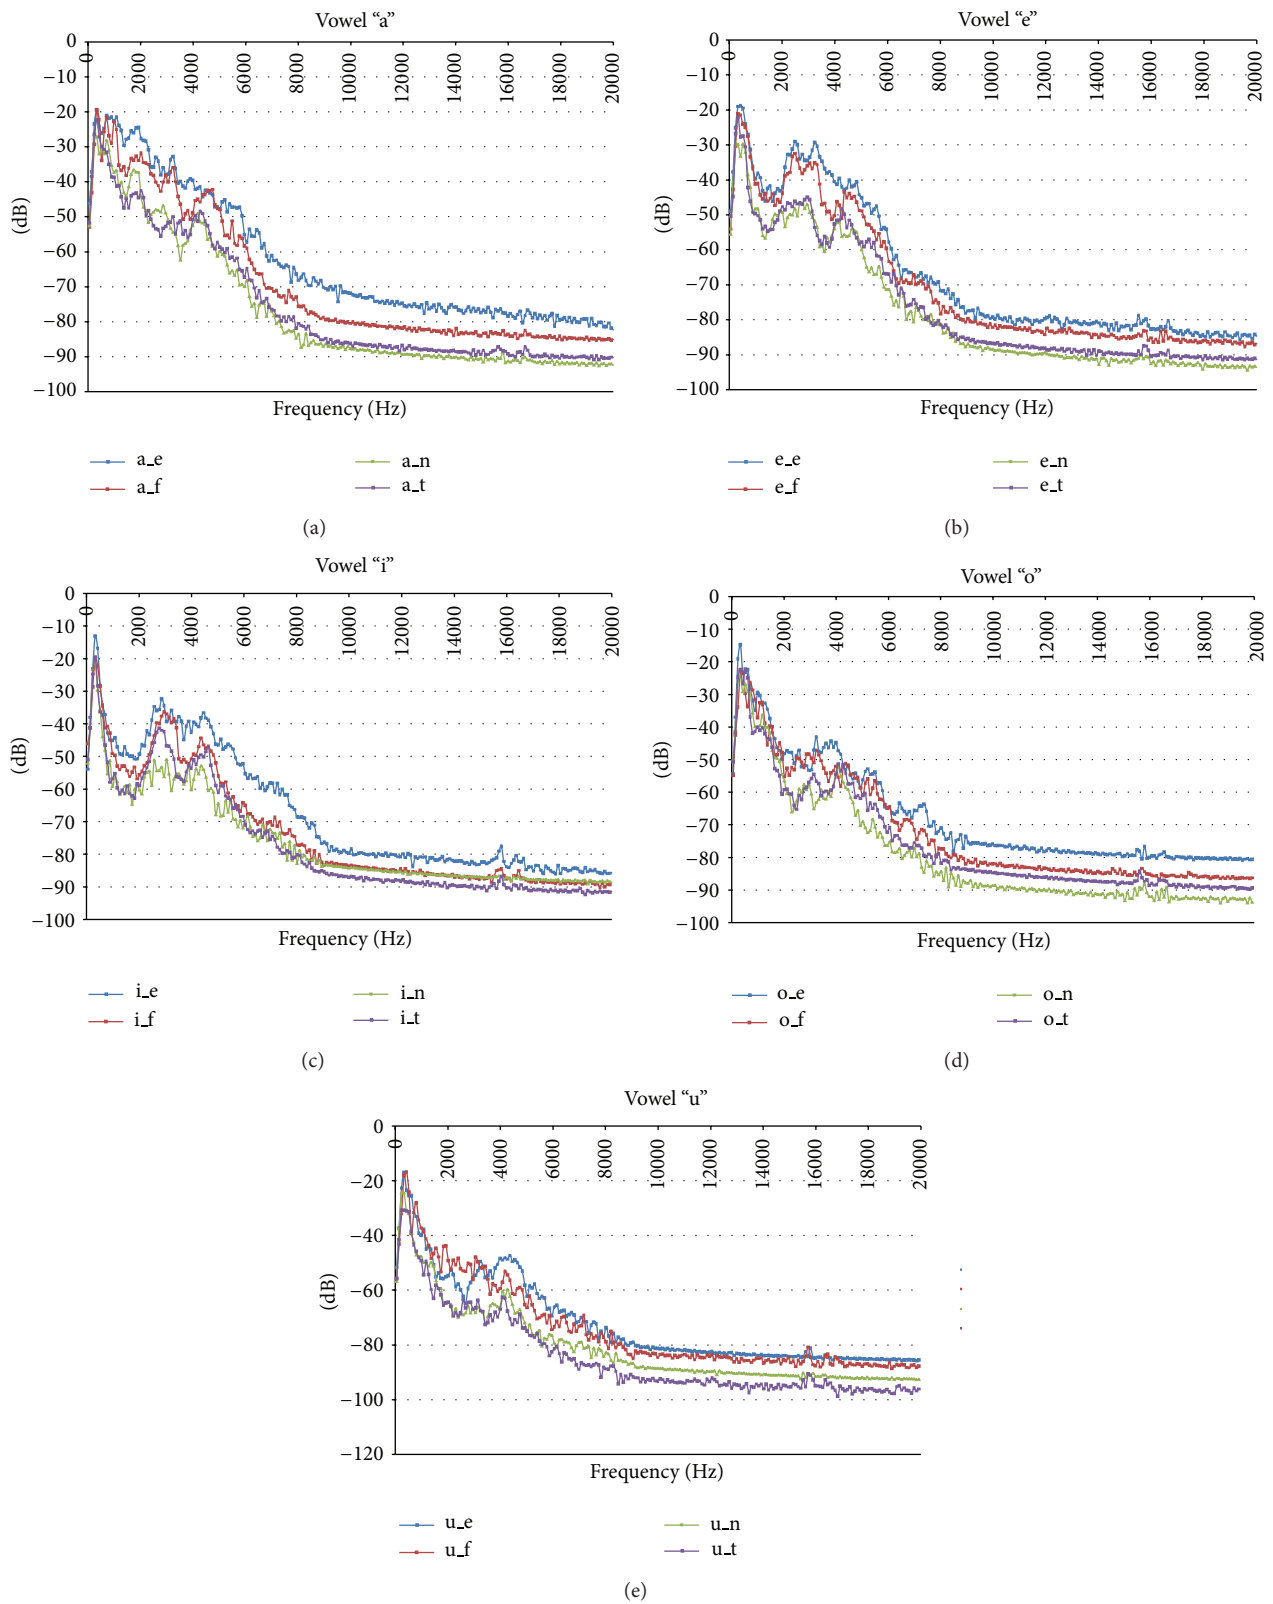 Vowel “a”
0
−10
−20
−30
−40
−50
−60
−70
−80
−90
−100
(dB)
0
2000
4000
6000
8000
10000
12000
14000
16000
18000
20000
Frequency (Hz)
a_e
a_n
a_f
a_t
(a)
Vowel “e”
0
−10
−20
−30
−40
−50
−60
−70
−80
−90
−100
(dB)
0
2000
4000
6000
8000
10000
12000
14000
16000
18000
20000
Frequency (Hz)
e_e
e_n
e_f
e_t
(b)
Vowel “i”
0
−10
−20
−30
−40
−50
−60
−70
−80
−90
−100
(dB)
0
2000
4000
6000
8000
10000
12000
14000
16000
18000
20000
Frequency (Hz)
i_e
i_n
i_f
i_t
(c)
Vowel “o”
0
−10
−20
−30
−40
−50
−60
−70
−80
−90
−100
(dB)
0
2000
4000
6000
8000
10000
12000
14000
16000
18000
20000
Frequency (Hz)
o_e
o_n
o_f
o_t
(d)
Vowel “u”
0
−20
−40
−60
−80
−100
−120
(dB)
0
2000
4000
6000
8000
10000
12000
14000
16000
18000
20000
Frequency (Hz)
u_e
u_n
u_f
u_t
(e)